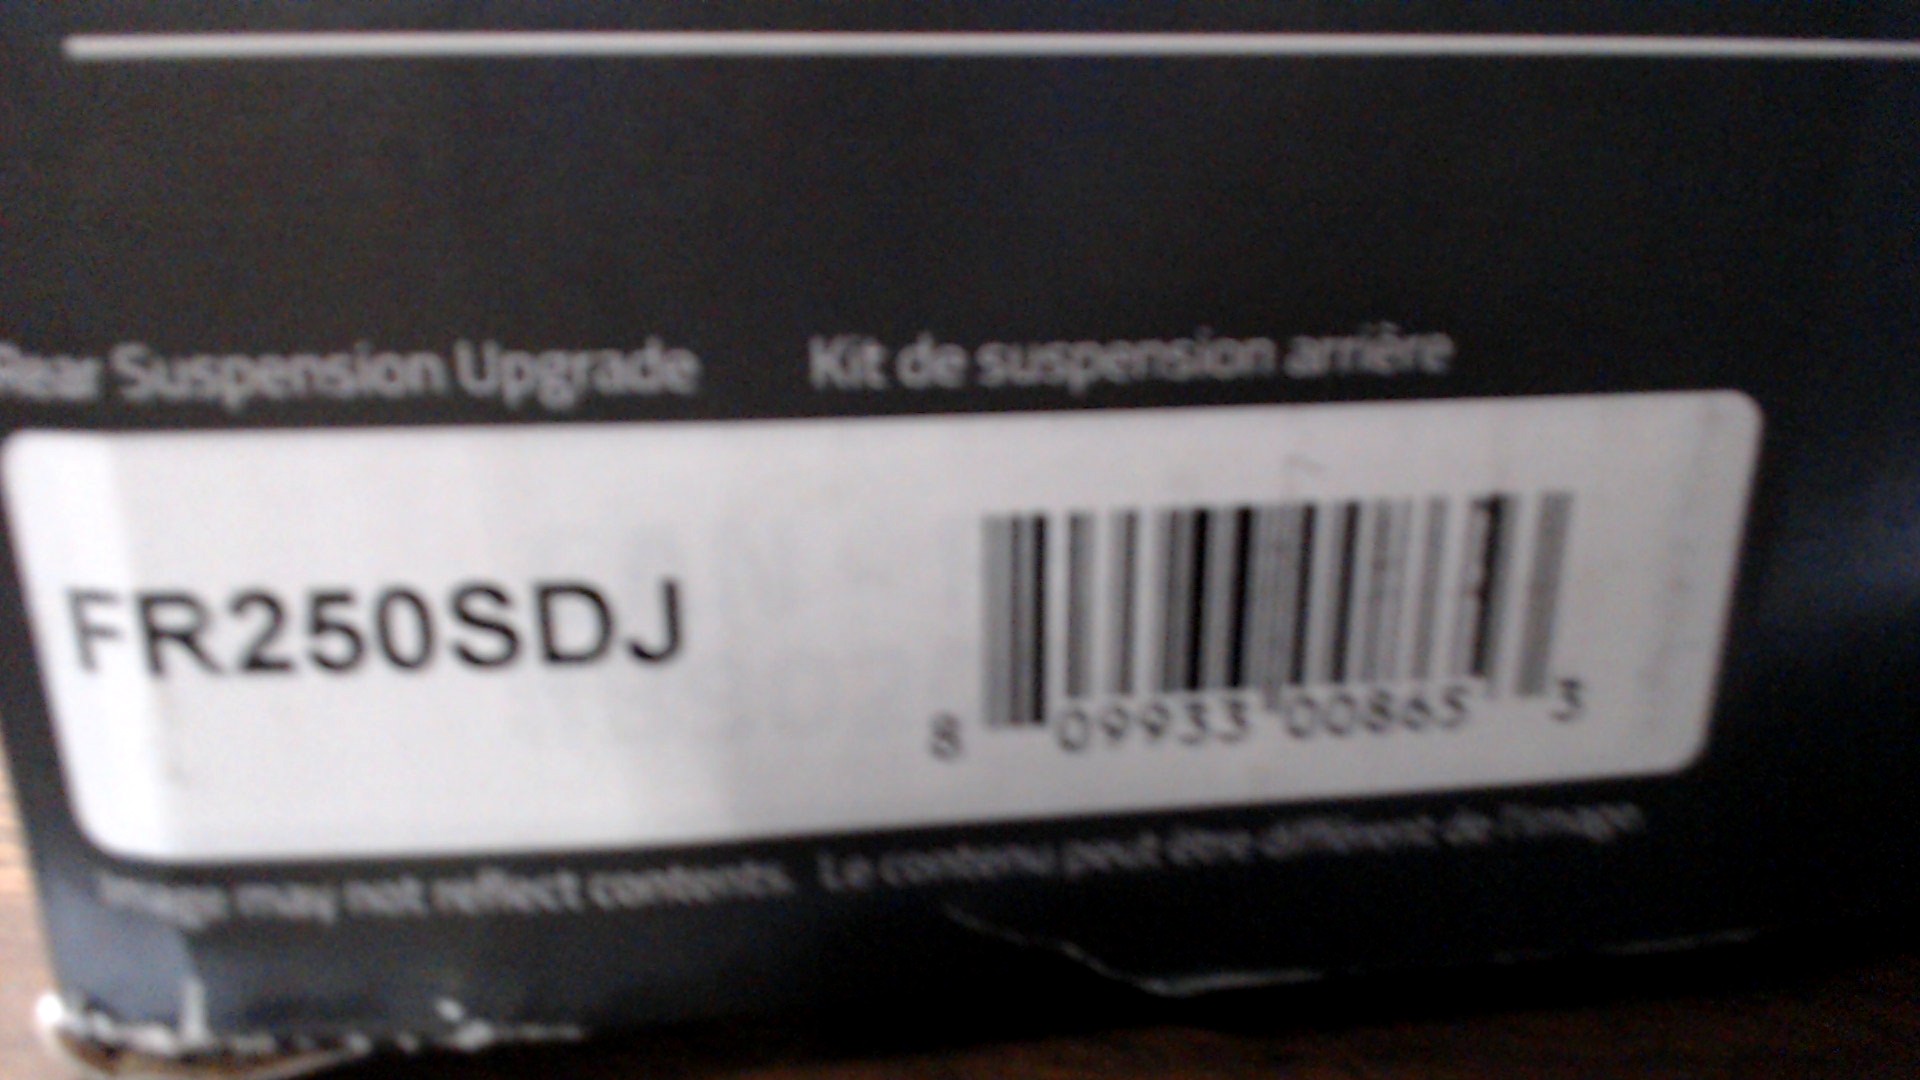 Rear Suspension Upgrade Kit de suspension arrière
FR250SDJ
8 09933 00865 3
Image may not reflect contents. Le contenu peut être différent de l'image